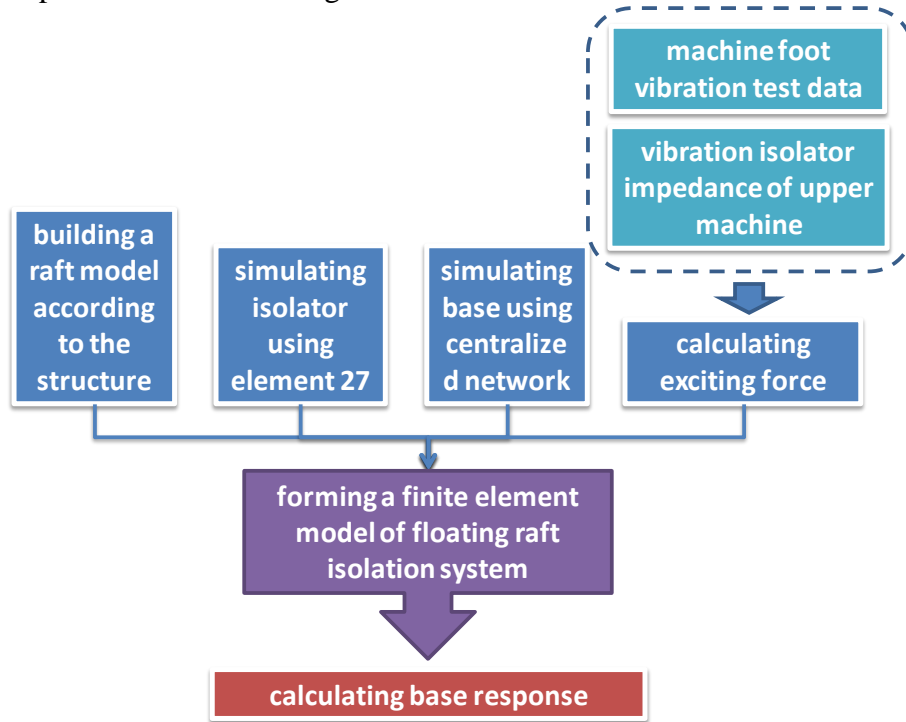 machine foot
vibration test data
vibration isolator
impedance of upper
machine
building a
raft model
according
to the
structure
simulating
isolator
using
element 27
simulating
base using
centralize
d network
calculating
exciting force
forming a finite element
model of floating raft
isolation system
calculating base response